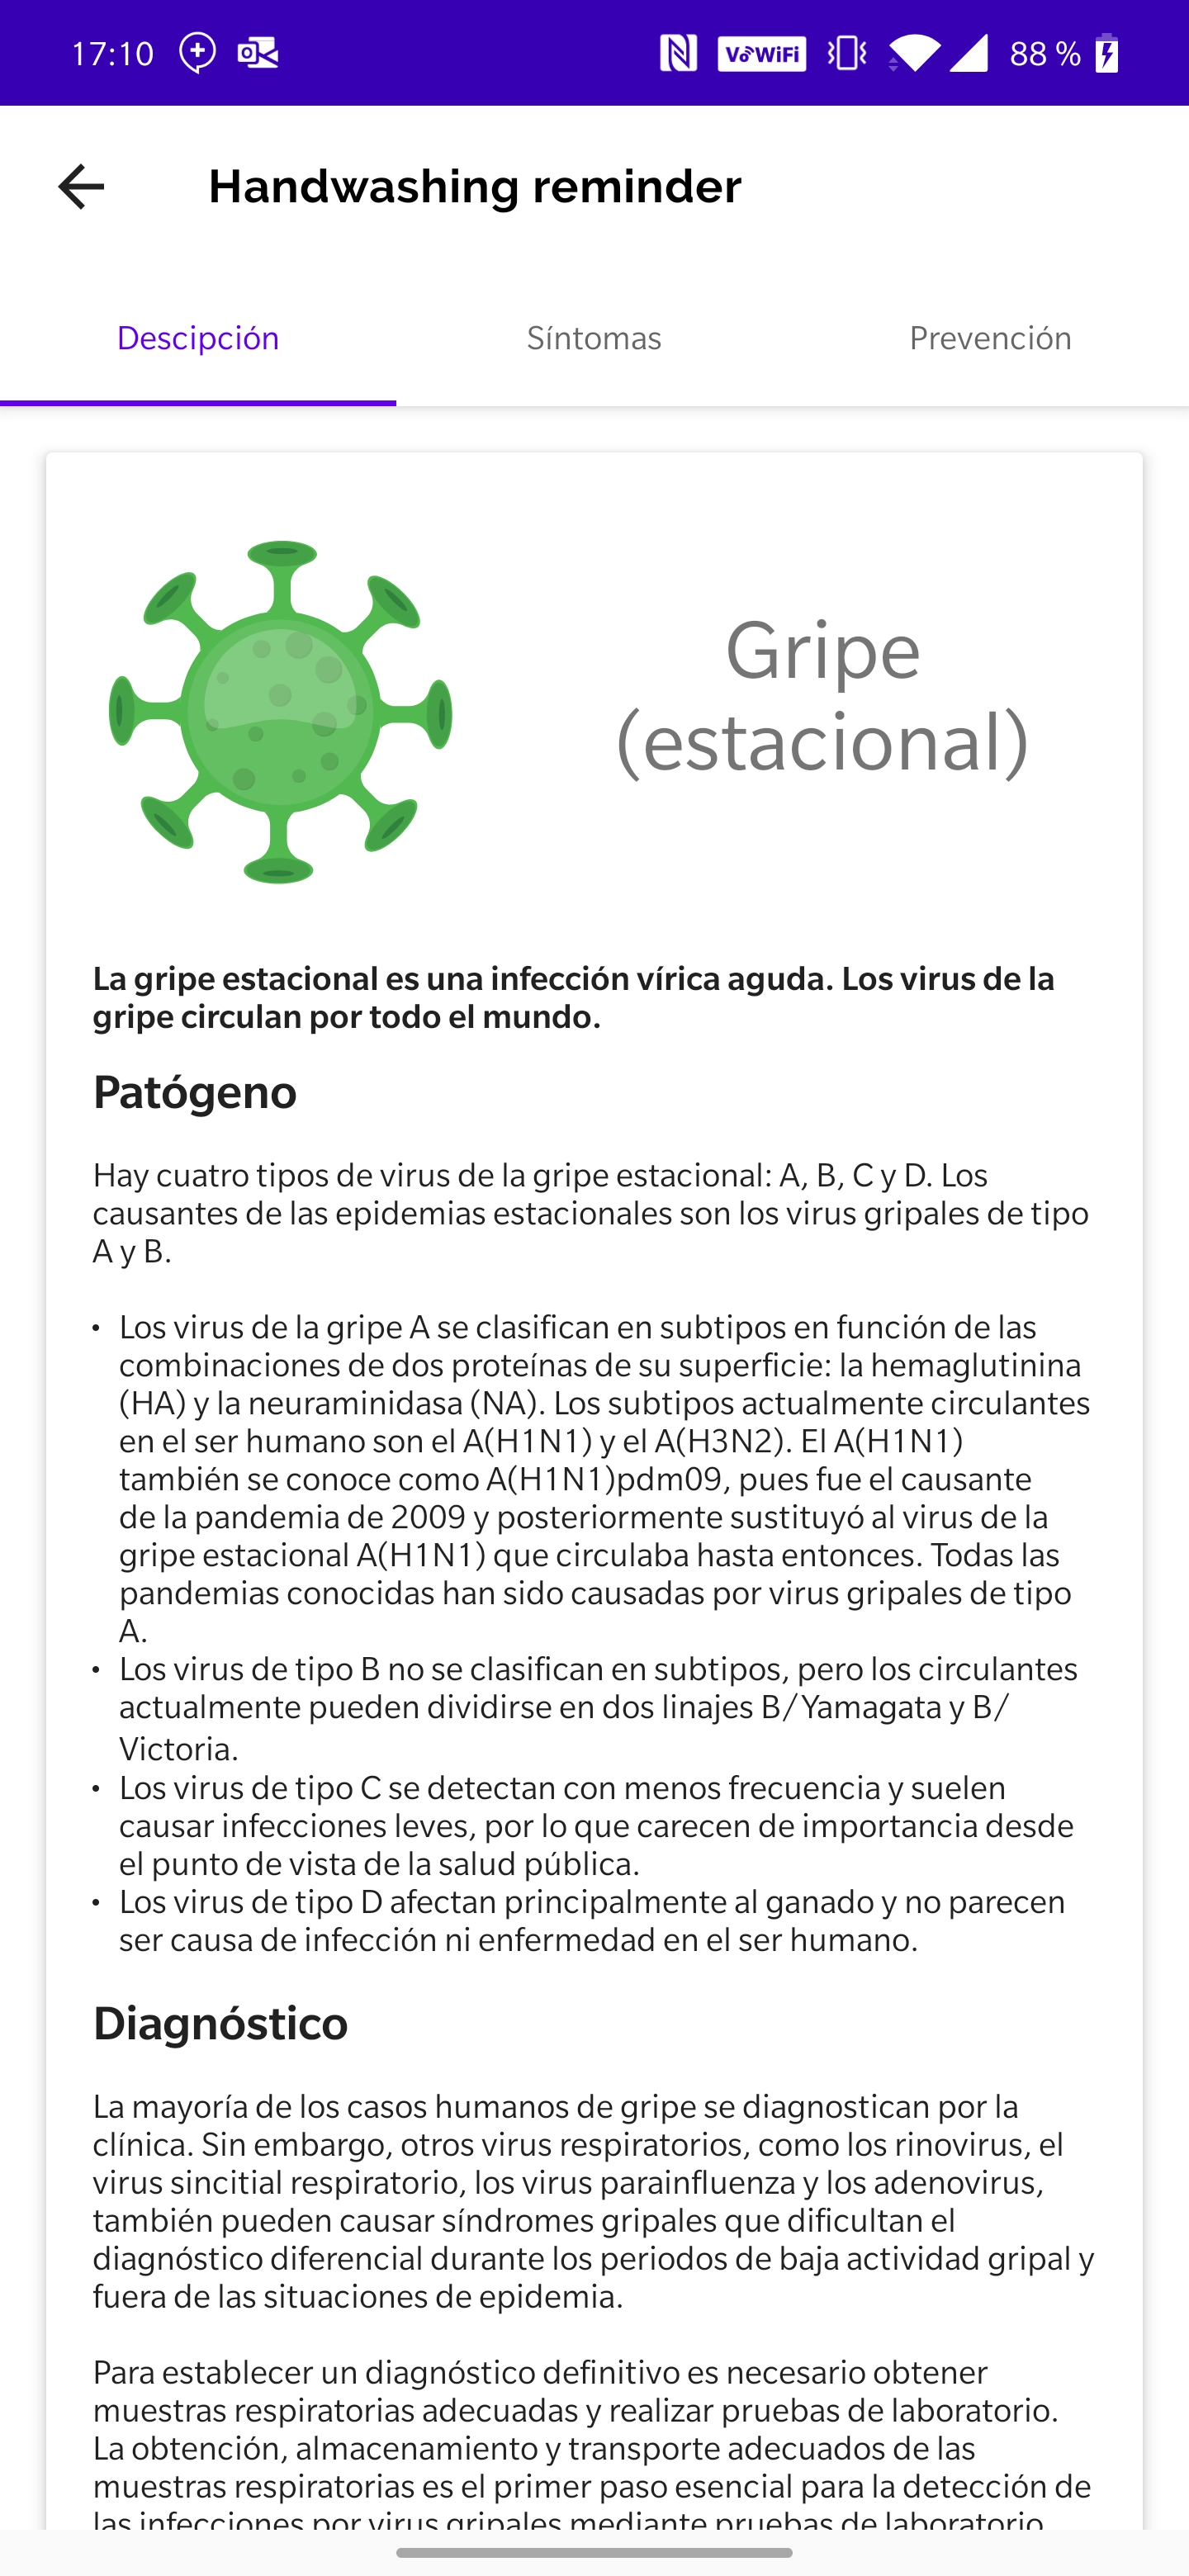 17:10
VoWiFi
88 %
Handwashing reminder
Descipción
Síntomas
Prevención
Gripe
(estacional)
La gripe estacional es una infección vírica aguda. Los virus de la
gripe circulan por todo el mundo.
Patógeno
Hay cuatro tipos de virus de la gripe estacional: A, B, C y D. Los
causantes de las epidemias estacionales son los virus gripales de tipo
A y B.
• Los virus de la gripe A se clasifican en subtipos en función de las
combinaciones de dos proteínas de su superficie: la hemaglutinina
(HA) y la neuraminidasa (NA). Los subtipos actualmente circulantes
en el ser humano son el A(H1N1) y el A(H3N2). El A(H1N1)
también se conoce como A(H1N1)pdm09, pues fue el causante
de la pandemia de 2009 y posteriormente sustituyó al virus de la
gripe estacional A(H1N1) que circulaba hasta entonces. Todas las
pandemias conocidas han sido causadas por virus gripales de tipo
A.
• Los virus de tipo B no se clasifican en subtipos, pero los circulantes
actualmente pueden dividirse en dos linajes B/Yamagata y B/
Victoria.
• Los virus de tipo C se detectan con menos frecuencia y suelen
causar infecciones leves, por lo que carecen de importancia desde
el punto de vista de la salud pública.
• Los virus de tipo D afectan principalmente al ganado y no parecen
ser causa de infección ni enfermedad en el ser humano.
Diagnóstico
La mayoría de los casos humanos de gripe se diagnostican por la
clínica. Sin embargo, otros virus respiratorios, como los rinovirus, el
virus sincitial respiratorio, los virus parainfluenza y los adenovirus,
también pueden causar síndromes gripales que dificultan el
diagnóstico diferencial durante los periodos de baja actividad gripal y
fuera de las situaciones de epidemia.
Para establecer un diagnóstico definitivo es necesario obtener
muestras respiratorias adecuadas y realizar pruebas de laboratorio.
La obtención, almacenamiento y transporte adecuados de las
muestras respiratorias es el primer paso esencial para la detección de
las infecciones por virus gripales mediante pruebas de laboratorio.